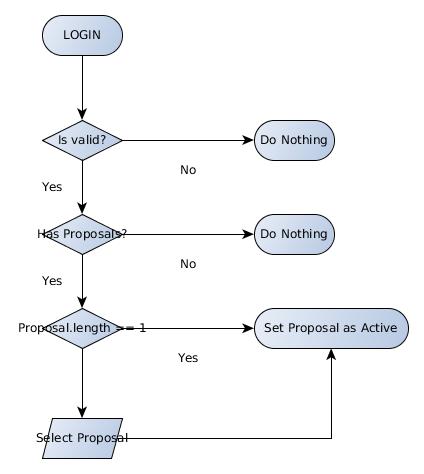 LOGIN
Is valid?
Do Nothing
No
Yes
Has Proposals?
Do Nothing
No
Yes
Proposal.length == 1
Set Proposal as Active
Yes
Select Proposal